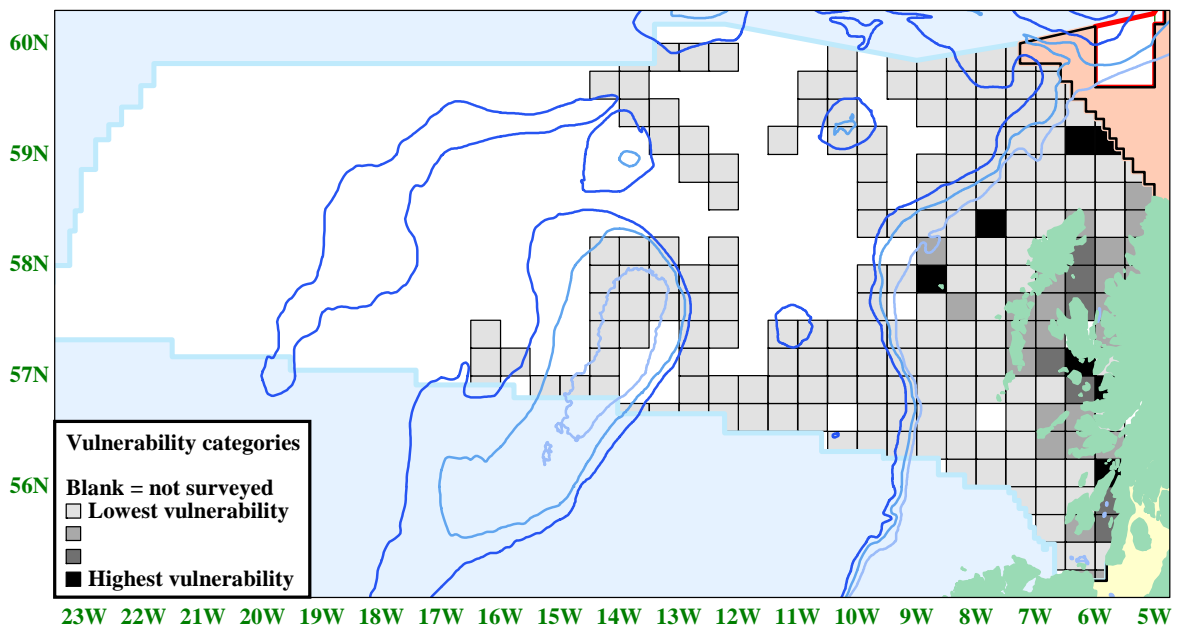 60N
59N
58N
57N
56N
Vulnerability categories
Blank = not surveyed
Lowest vulnerability
Highest vulnerability
23W 22W 21W 20W 19W 18W 17W 16W 15W 14W 13W 12W 11W 10W 9W 8W 7W 6W 5W